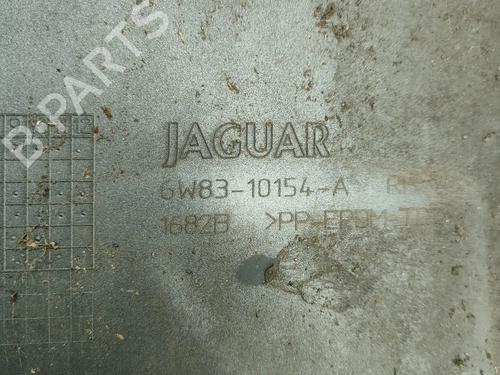 B-PARTS
JAGUAR
6W83-10154-A
1682B >PP-EPDM-T